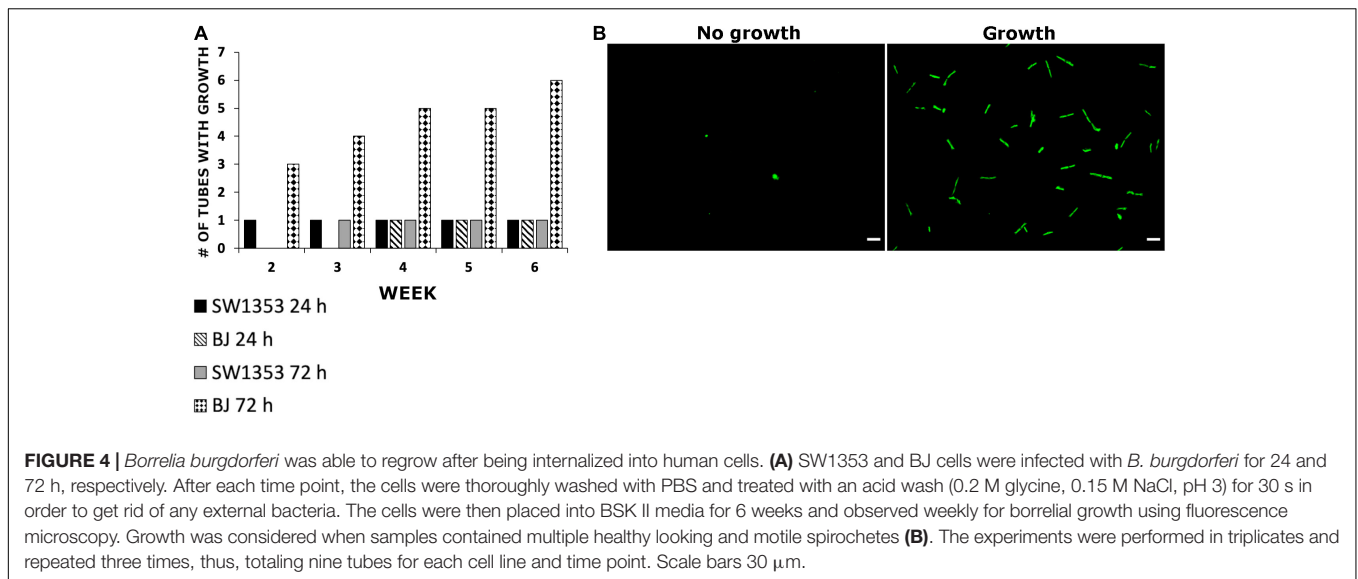 A
# OF TUBES WITH GROWTH
7
6
5
4
3
2
1
0
2 3 4 5 6
WEEK
SW1353 24 h
BJ 24 h
SW1353 72 h
BJ 72 h
B
No growth Growth
FIGURE 4 | Borrelia burgdorferi was able to regrow after being internalized into human cells. (A) SW1353 and BJ cells were infected with B. burgdorferi for 24 and
72 h, respectively. After each time point, the cells were thoroughly washed with PBS and treated with an acid wash (0.2 M glycine, 0.15 M NaCl, pH 3) for 30 s in
order to get rid of any external bacteria. The cells were then placed into BSK II media for 6 weeks and observed weekly for borrelial growth using fluorescence
microscopy. Growth was considered when samples contained multiple healthy looking and motile spirochetes (B). The experiments were performed in triplicates and
repeated three times, thus, totaling nine tubes for each cell line and time point. Scale bars 30 μm.